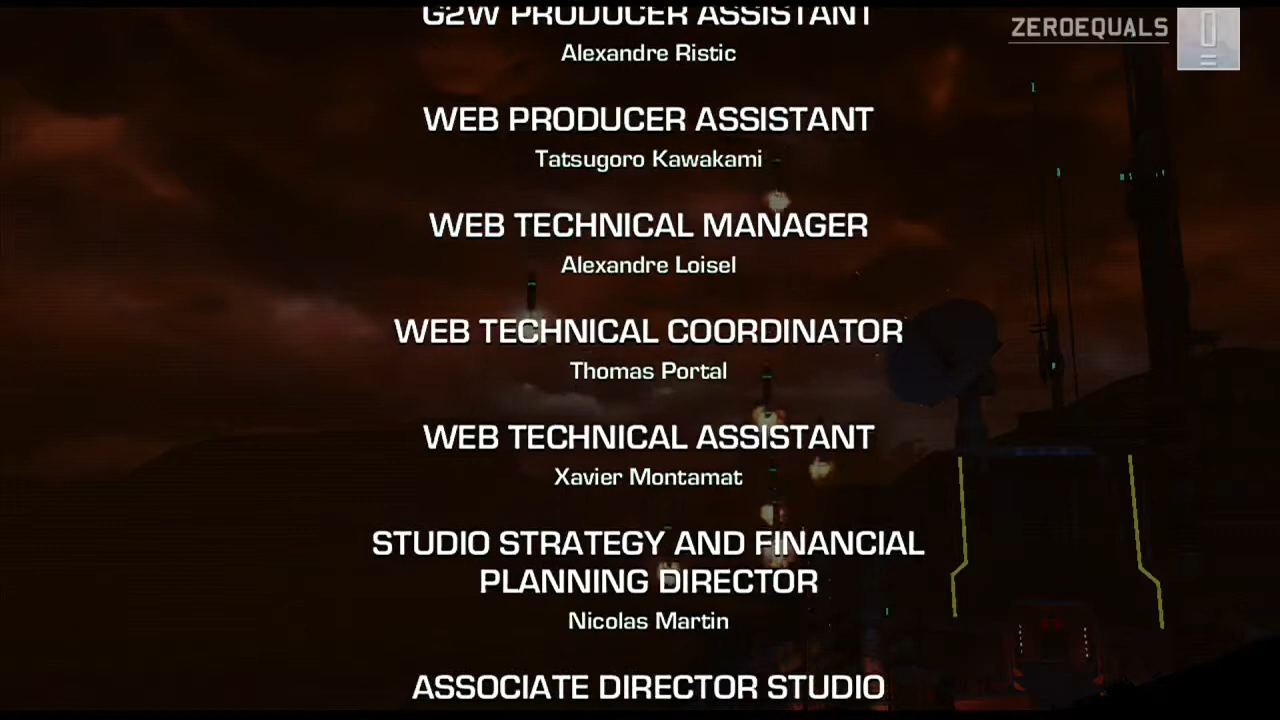 G2W PRODUCER ASSISTANT
ZEROEQUALS
Alexandre Ristic
WEB PRODUCER ASSISTANT
Tatsugoro Kawakami
WEB TECHNICAL MANAGER
Alexandre Loisel
WEB TECHNICAL COORDINATOR
Thomas Portal
WEB TECHNICAL ASSISTANT
Xavier Montamat
STUDIO STRATEGY AND FINANCIAL
PLANNING DIRECTOR
Nicolas Martin
ASSOCIATE DIRECTOR STUDIO